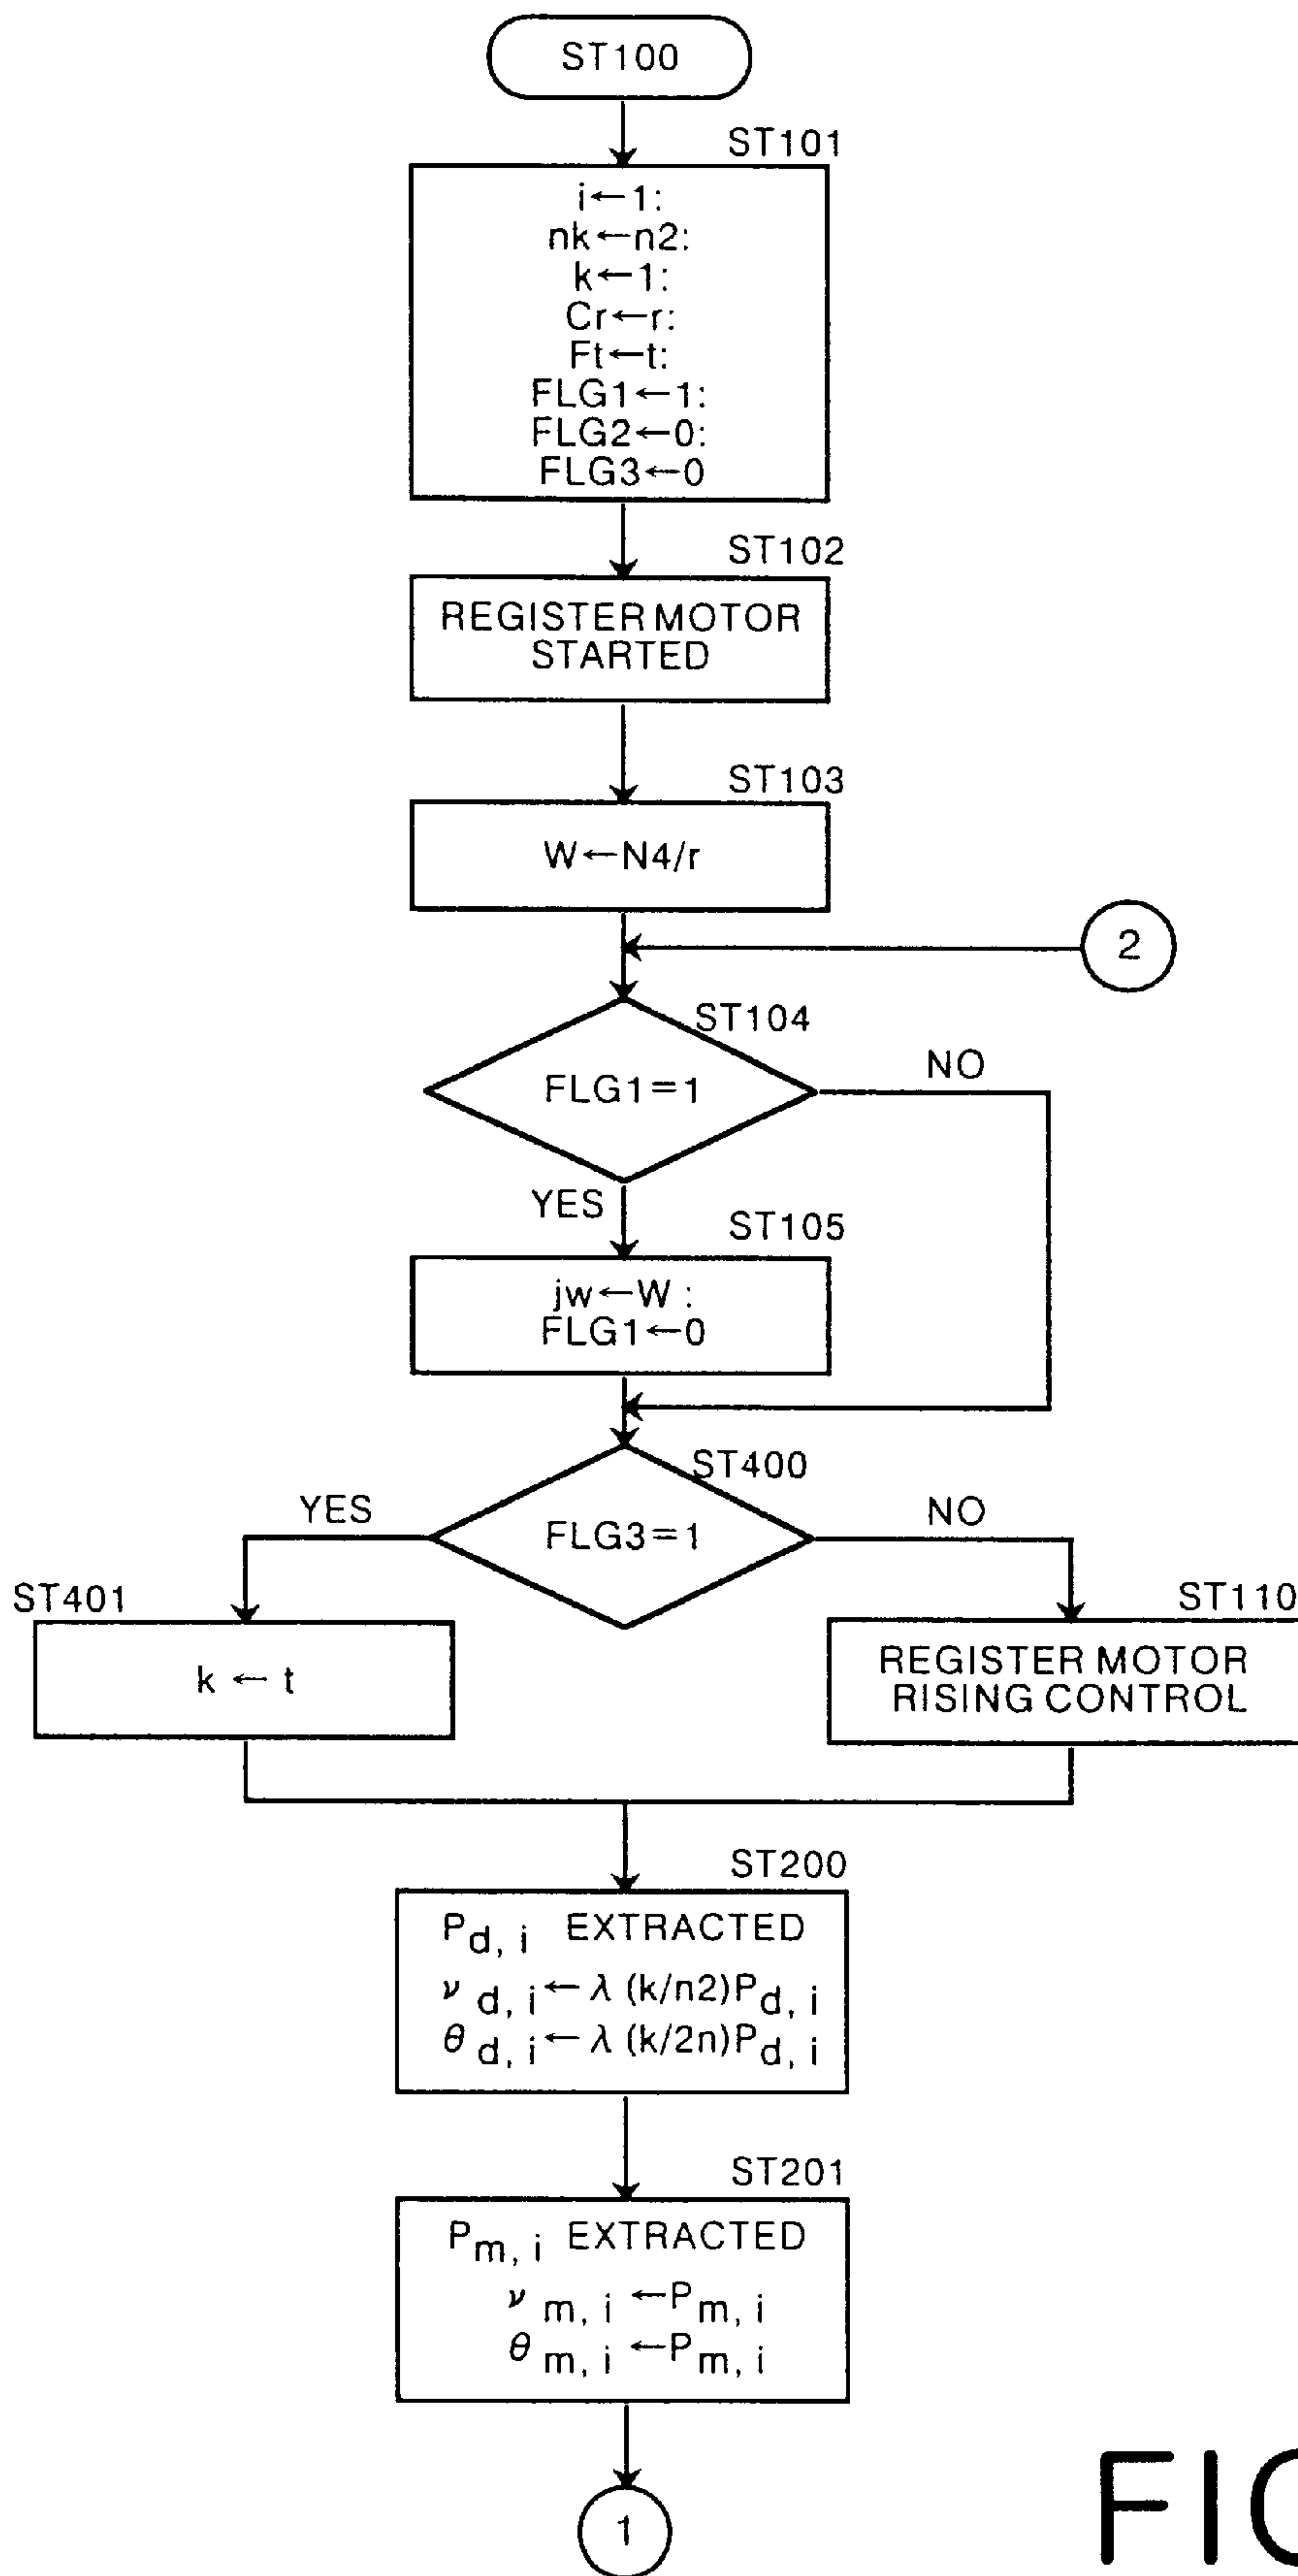 ST100
ST101
i←1:
nk←n2:
k←1:
Cr←r:
Ft←t:
FLG1←1:
FLG2←0:
FLG3←0
ST102
REGISTER MOTOR
STARTED
ST103
W←N4/r
2
ST104
FLG1=1
NO
YES
ST105
jw←W :
FLG1←0
ST400
YES
FLG3=1
NO
ST401
k ← t
ST110
REGISTER MOTOR
RISING CONTROL
ST200
Pd, i EXTRACTED
ν d, i ← λ (k/n2)Pd, i
θ d, i ← λ (k/2n)Pd, i
ST201
Pm, i EXTRACTED
ν m, i ←Pm, i
θ m, i ←Pm, i
1